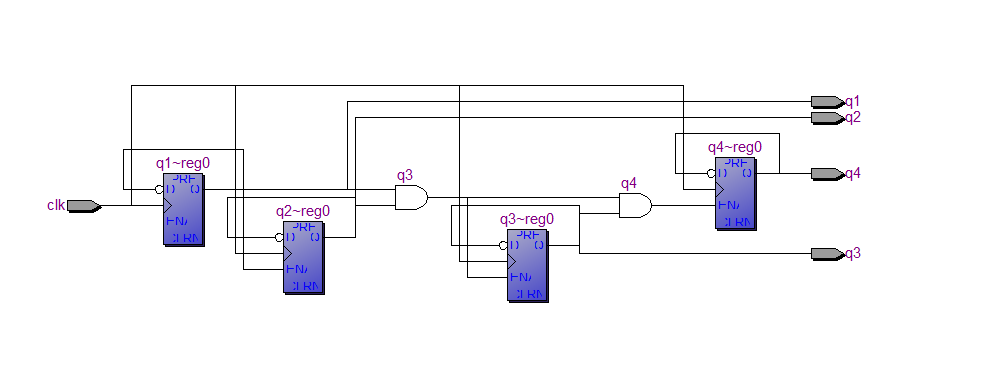 q1
q2
q4~reg0
PRE
D Q
ENA
CLRN
q4
q1~reg0
PRE
D Q
ENA
CLRN
q3
q4
clk
q2~reg0
PRE
D Q
ENA
CLRN
q3~reg0
PRE
D Q
ENA
CLRN
q3